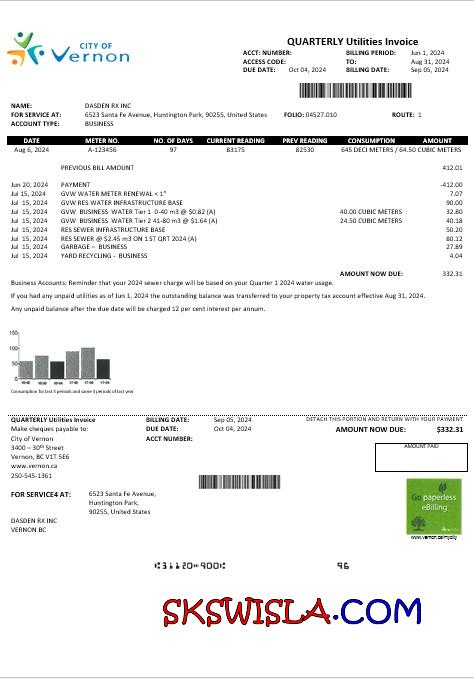 CITY OF
Vernon
QUARTERLY Utilities Invoice
ACCT: NUMBER: BILLING PERIOD: Jun 1, 2024
ACCESS CODE: TO: Aug 31, 2024
DUE DATE: Oct 04, 2024 BILLING DATE: Sep 05, 2024
NAME: DASDEN RX INC
FOR SERVICE AT: 6523 Santa Fe Avenue, Huntington Park, 90255, United States FOLIO: 04527.010 ROUTE: 1
ACCOUNT TYPE: BUSINESS
DATE METER NO. NO. OF DAYS CURRENT READING PREV READING CONSUMPTION AMOUNT
Aug 6, 2024 A-123456 97 83175 82530 645 DECI METERS / 64.50 CUBIC METERS
PREVIOUS BILL AMOUNT 412.01
Jun 20, 2024 PAYMENT -412.00
Jul 15, 2024 GVW WATER METER RENEWAL < 1" 7.07
Jul 15, 2024 GVW RES WATER INFRASTRUCTURE BASE 90.00
Jul 15, 2024 GVW BUSINESS WATER Tier 1 0-40 m3 @ $0.82 (A) 40.00 CUBIC METERS 32.80
Jul 15, 2024 GVW BUSINESS WATER Tier 2 41-80 m3 @ $1.64 (A) 24.50 CUBIC METERS 40.18
Jul 15, 2024 RES SEWER INFRASTRUCTURE BASE 50.20
Jul 15, 2024 RES SEWER @ $2.45 m3 ON 1 ST QRT 2024 (A) 80.12
Jul 15, 2024 GARBAGE – BUSINESS 27.89
Jul 15, 2024 YARD RECYCLING - BUSINESS 4.04
AMOUNT NOW DUE: 332.31
Business Accounts: Reminder that your 2024 sewer charge will be based on your Quarter 1 2024 water usage.
If you had any unpaid utilities as of Jun 1, 2024 the outstanding balance was transferred to your property tax account effective Aug 31, 2024.
Any unpaid balance after the due date will be charged 12 per cent interest per annum.
150
100
50
0
Consumption for last 5 periods and same 3 periods of last year
QUARTERLY Utilities Invoice BILLING DATE: Sep 05, 2024 DETACH THIS PORTION AND RETURN WITH YOUR PAYMENT
Make cheques payable to: DUE DATE: Oct 04, 2024 AMOUNT NOW DUE: $332.31
City of Vernon ACCT NUMBER:
3400 – 30th Street
Vernon, BC V1T 5E6
www.vernon.ca
250-545-1361
AMOUNT PAID
FOR SERVICE4 AT: 6523 Santa Fe Avenue,
Huntington Park,
90255, United States
Go paperless
eBilling
www.vernon.ca/mycity
DASDEN RX INC
VERNON BC
⑆31120⑉900⑆ 96
SKSWISLA.COM